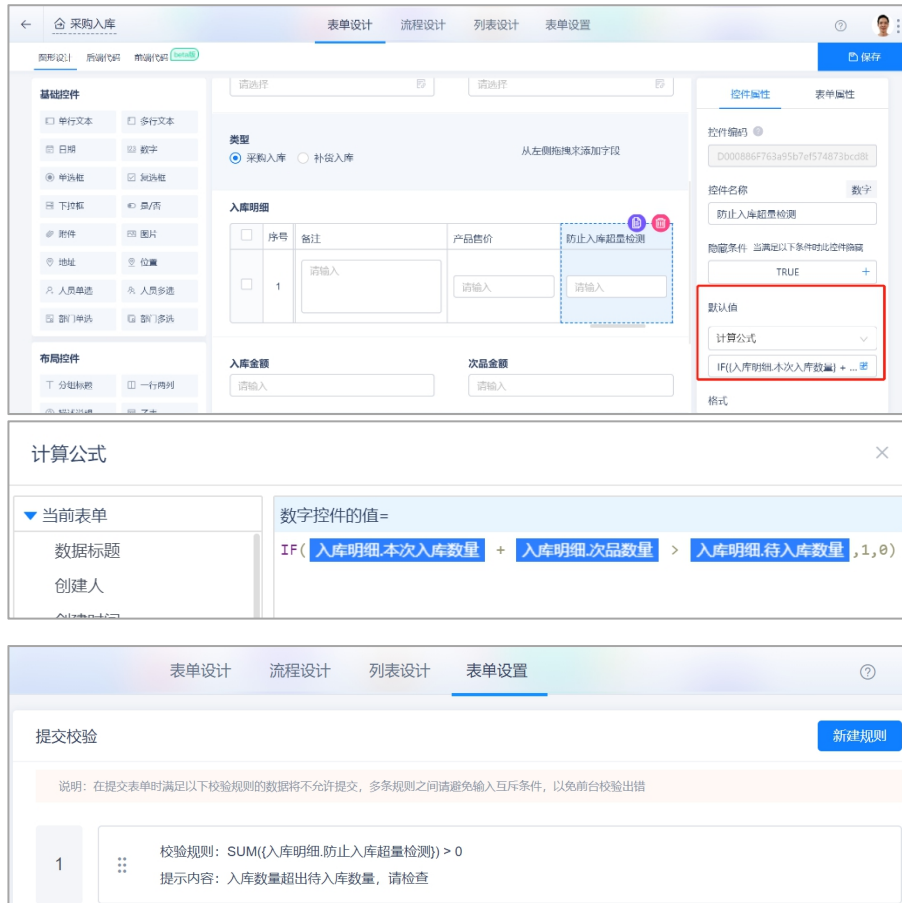 采购入库
表单设计 流程设计 列表设计 表单设置
图形设计 后端代码 前端代码 beta版
保存
基础控件
单行文本 多行文本
日期 数字
单选框 复选框
下拉框 是/否
附件 图片
地址 位置
人员单选 人员多选
部门单选 部门多选
布局控件
分组标题 一行两列
请选择 请选择
类型
采购入库 补货入库
从左侧拖拽来添加字段
入库明细
序号 备注 产品售价 防止入库超量检测
1 请输入 请输入 请输入
入库金额 次品金额
请输入 请输入
控件属性 表单属性
控件编码
D000886F763a95b7ef574873bcd8
控件名称 数字
防止入库超量检测
隐藏条件 当满足以下条件时此控件隐藏
TRUE +
默认值
计算公式
IF({入库明细.本次入库数量} + ...
格式
计算公式
当前表单
数据标题
创建人
数字控件的值=
IF( 入库明细.本次入库数量 + 入库明细.次品数量 > 入库明细.待入库数量 ,1,0)
表单设计 流程设计 列表设计 表单设置
提交校验
新建规则
说明：在提交表单时满足以下校验规则的数据将不允许提交，多条规则之间请避免输入互斥条件，以免前台校验出错
1
校验规则：SUM({入库明细.防止入库超量检测}) > 0
提示内容：入库数量超出待入库数量，请检查